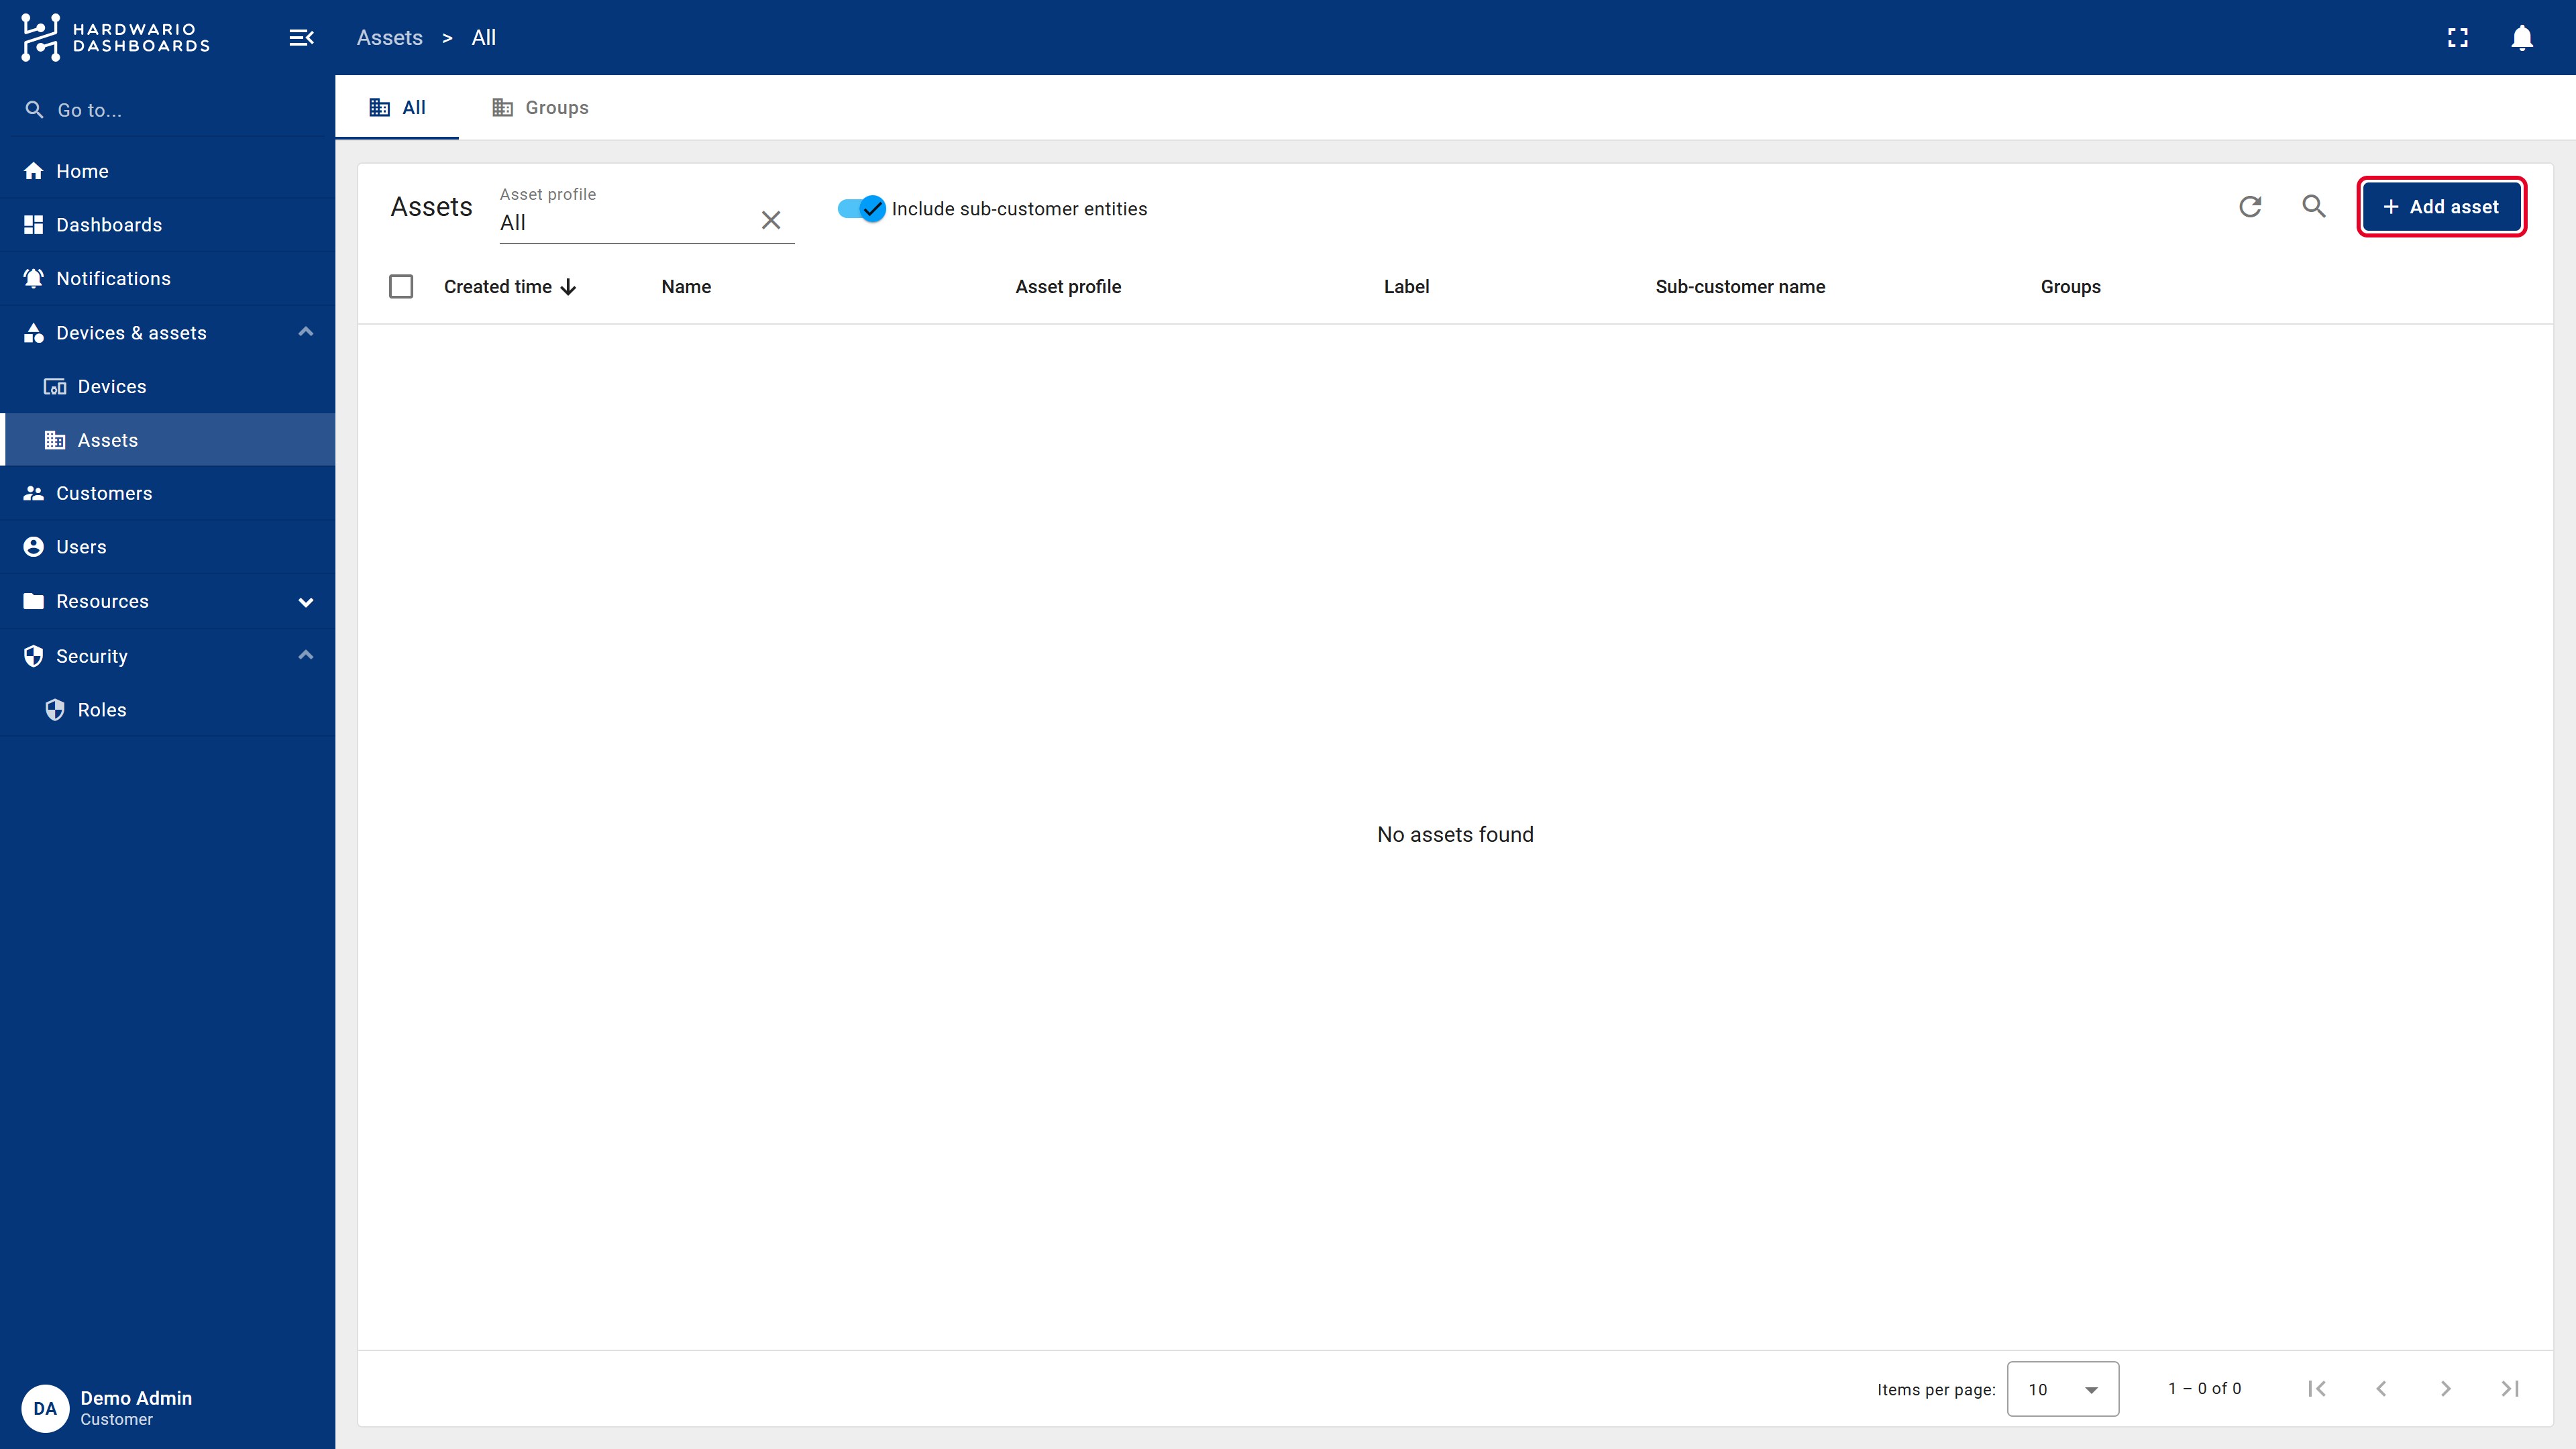 HARDWARIO
DASHBOARDS
Assets > All
Go to...
Home
Dashboards
Notifications
Devices & assets
Devices
Assets
Customers
Users
Resources
Security
Roles
DA
Demo Admin
Customer
All
Groups
Assets
Asset profile
All
Include sub-customer entities
+ Add asset
Created time
Name
Asset profile
Label
Sub-customer name
Groups
No assets found
Items per page:
10
1 – 0 of 0